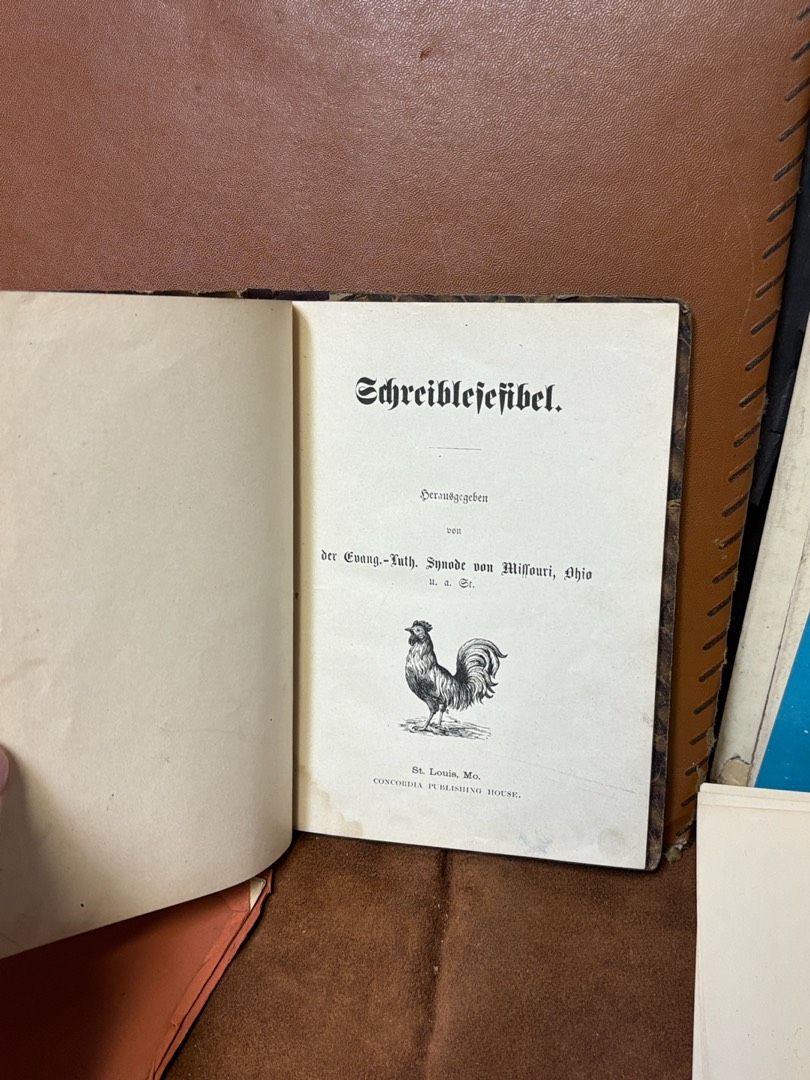 Schreiblesefibel.
Herausgegeben
von
der Evang.-Luth. Synode von Missouri, Ohio
u. a. St.
St. Louis, Mo.
CONCORDIA PUBLISHING HOUSE.